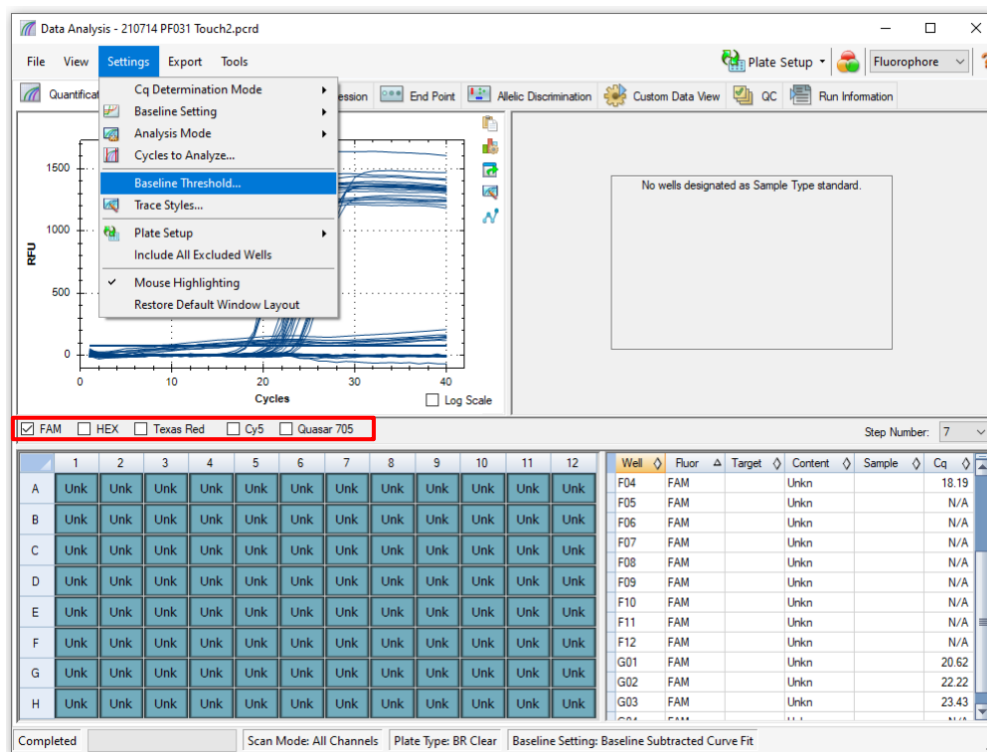 Data Analysis - 210714 PF031 Touch2.pcrd
File View Settings Export Tools Plate Setup Fluorophore
Quantificat ession End Point Allelic Discrimination Custom Data View QC Run Information
Cq Determination Mode
Baseline Setting
Analysis Mode
Cycles to Analyze...
Baseline Threshold...
Trace Styles...
Plate Setup
Include All Excluded Wells
Mouse Highlighting
Restore Default Window Layout
1500
1000
500
0
RFU
0 10 20 30 40
Cycles
Log Scale
No wells designated as Sample Type standard.
FAM HEX Texas Red Cy5 Quasar 705
Step Number: 7
1 2 3 4 5 6 7 8 9 10 11 12
A Unk Unk Unk Unk Unk Unk Unk Unk Unk Unk Unk Unk
B Unk Unk Unk Unk Unk Unk Unk Unk Unk Unk Unk Unk
C Unk Unk Unk Unk Unk Unk Unk Unk Unk Unk Unk Unk
D Unk Unk Unk Unk Unk Unk Unk Unk Unk Unk Unk Unk
E Unk Unk Unk Unk Unk Unk Unk Unk Unk Unk Unk Unk
F Unk Unk Unk Unk Unk Unk Unk Unk Unk Unk Unk Unk
G Unk Unk Unk Unk Unk Unk Unk Unk Unk Unk Unk Unk
H Unk Unk Unk Unk Unk Unk Unk Unk Unk Unk Unk Unk
Well Fluor Target Content Sample Cq
F04 FAM Unkn 18.19
F05 FAM Unkn N/A
F06 FAM Unkn N/A
F07 FAM Unkn N/A
F08 FAM Unkn N/A
F09 FAM Unkn N/A
F10 FAM Unkn N/A
F11 FAM Unkn N/A
F12 FAM Unkn N/A
G01 FAM Unkn 20.62
G02 FAM Unkn 22.22
G03 FAM Unkn 23.43
Completed Scan Mode: All Channels Plate Type: BR Clear Baseline Setting: Baseline Subtracted Curve Fit